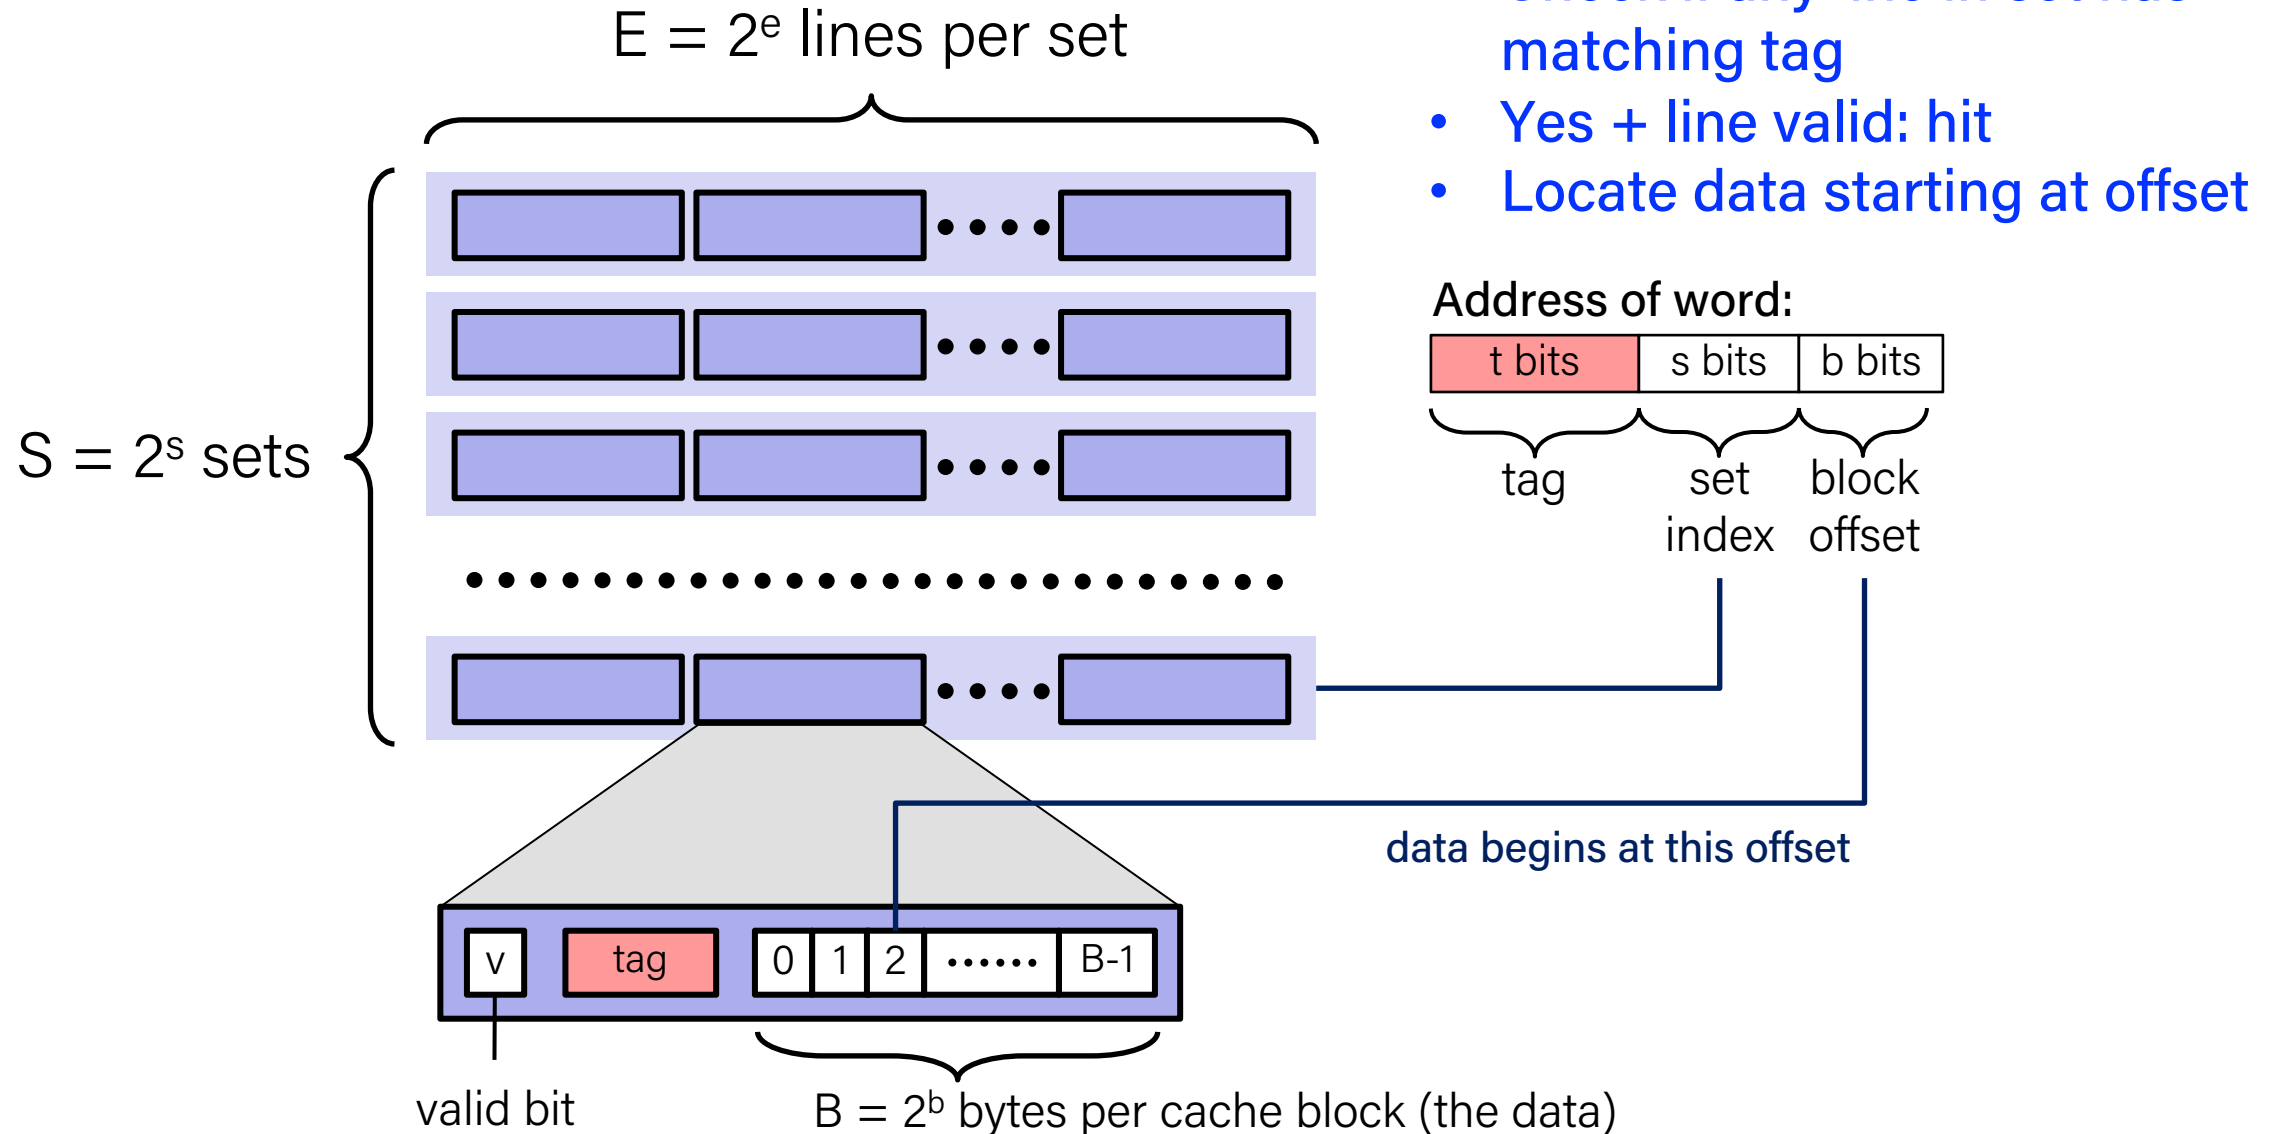 E = 2ᵉ lines per set
matching tag
• Yes + line valid: hit
• Locate data starting at offset
Address of word:
t bits s bits b bits
tag set block
index offset
S = 2ˢ sets
data begins at this offset
v tag 0 1 2 •••••• B-1
valid bit
B = 2ᵇ bytes per cache block (the data)